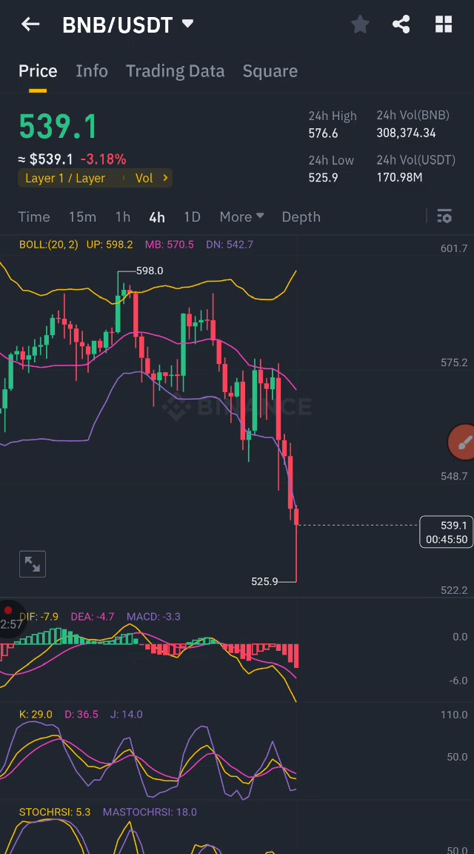 BNB/USDT
Price Info Trading Data Square
539.1
≈ $539.1 -3.18%
Layer 1 / Layer Vol >
24h High 24h Vol(BNB)
576.6 308,374.34
24h Low 24h Vol(USDT)
525.9 170.98M
Time 15m 1h 4h 1D More Depth
BOLL:(20, 2) UP: 598.2 MB: 570.5 DN: 542.7
601.7
598.0
575.2
BINANCE
548.7
539.1
00:45:50
525.9
522.2
2:57
DIF: -7.9 DEA: -4.7 MACD: -3.3
0.0
-6.0
K: 29.0 D: 36.5 J: 14.0
110.0
50.0
STOCHRSI: 5.3 MASTOCHRSI: 18.0
50.0